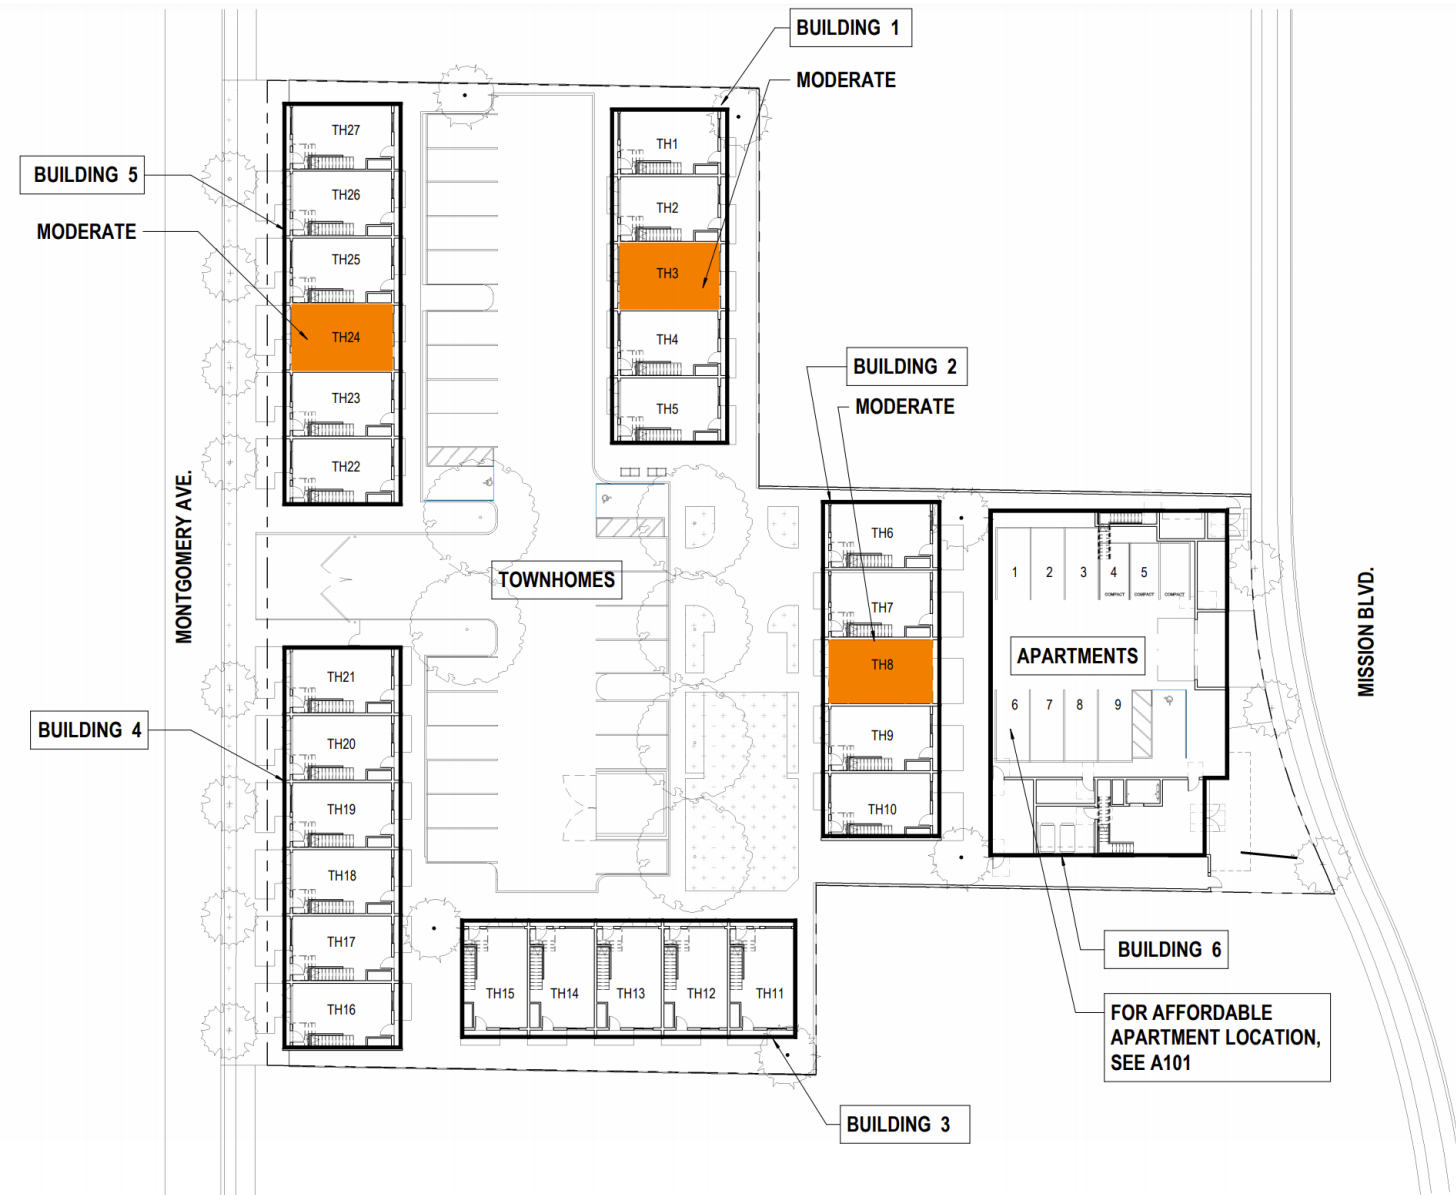 BUILDING 1
MODERATE
TH27
TH26
TH25
TH24
TH23
TH22
BUILDING 5
MODERATE
TH1
TH2
TH3
TH4
TH5
BUILDING 2
MODERATE
MONTGOMERY AVE.
TOWNHOMES
TH6
TH7
TH8
TH9
TH10
1 2 3 4 5
COMPACT COMPACT COMPACT
APARTMENTS
6 7 8 9
MISSION BLVD.
BUILDING 4
TH21
TH20
TH19
TH18
TH17
TH16
TH15 TH14 TH13 TH12 TH11
BUILDING 6
FOR AFFORDABLE
APARTMENT LOCATION,
SEE A101
BUILDING 3